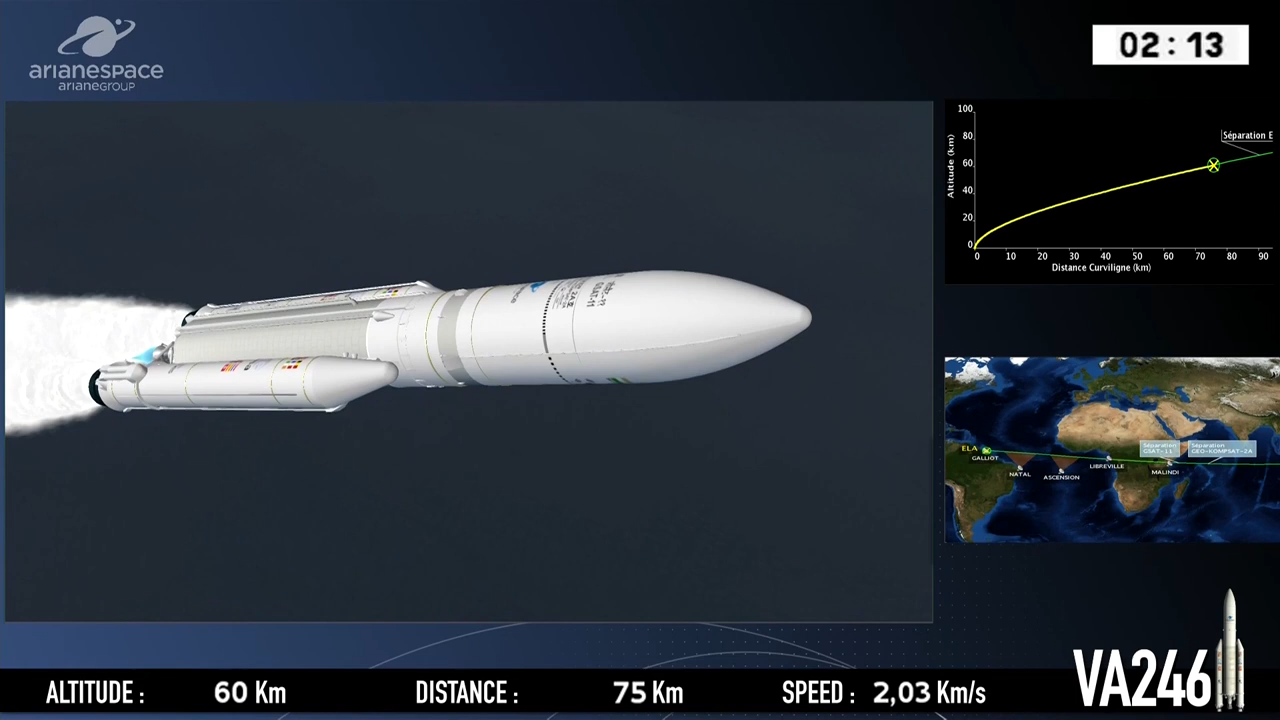 arianespace
arianeGROUP
02 : 13
100
80
60
40
20
0
Altitude (km)
Séparation E
0 10 20 30 40 50 60 70 80 90
Distance Curviligne (km)
GSAT-11
ELA
GALLIOT
NATAL
ASCENSION
LIBREVILLE
MALINDI
Séparation
GSAT-11
Séparation
GEO-KOMPSAT-2A
VA246
ALTITUDE : 60 Km
DISTANCE : 75 Km
SPEED : 2,03 Km/s